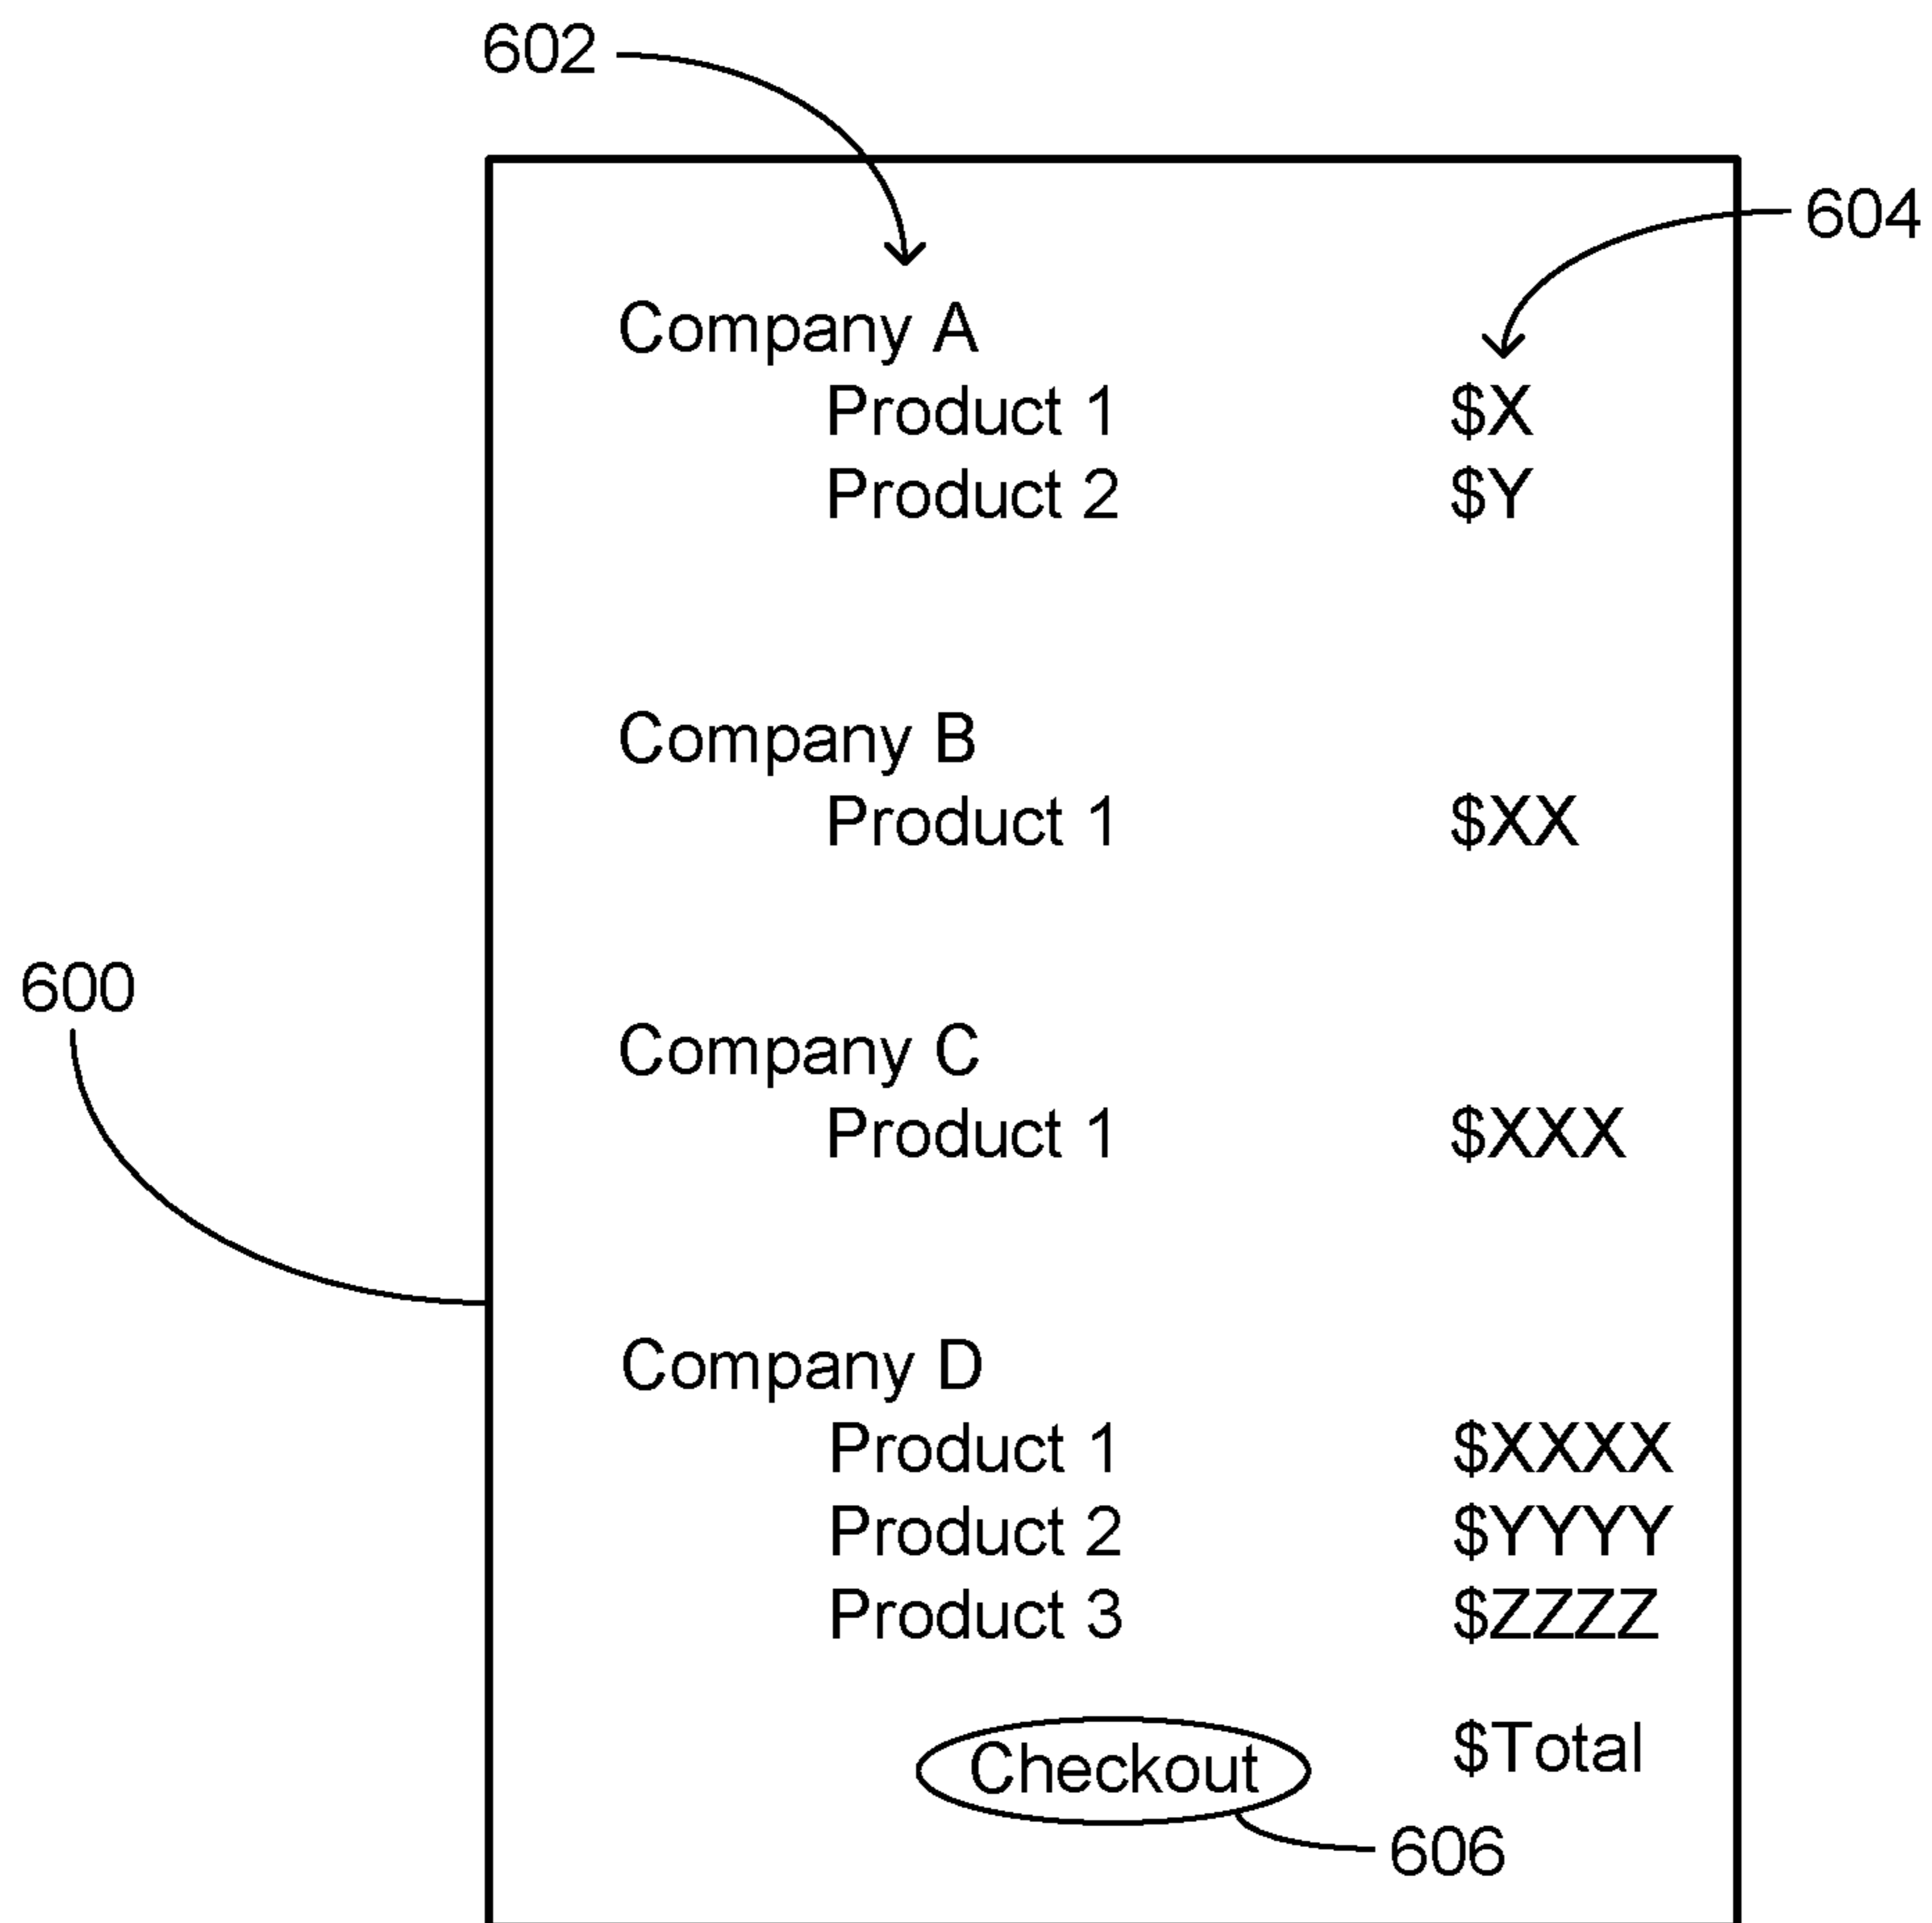 602
604
Company A
Product 1 $X
Product 2 $Y
Company B
Product 1 $XX
600
Company C
Product 1 $XXX
Company D
Product 1 $XXXX
Product 2 $YYYY
Product 3 $ZZZZ
Checkout $Total
606